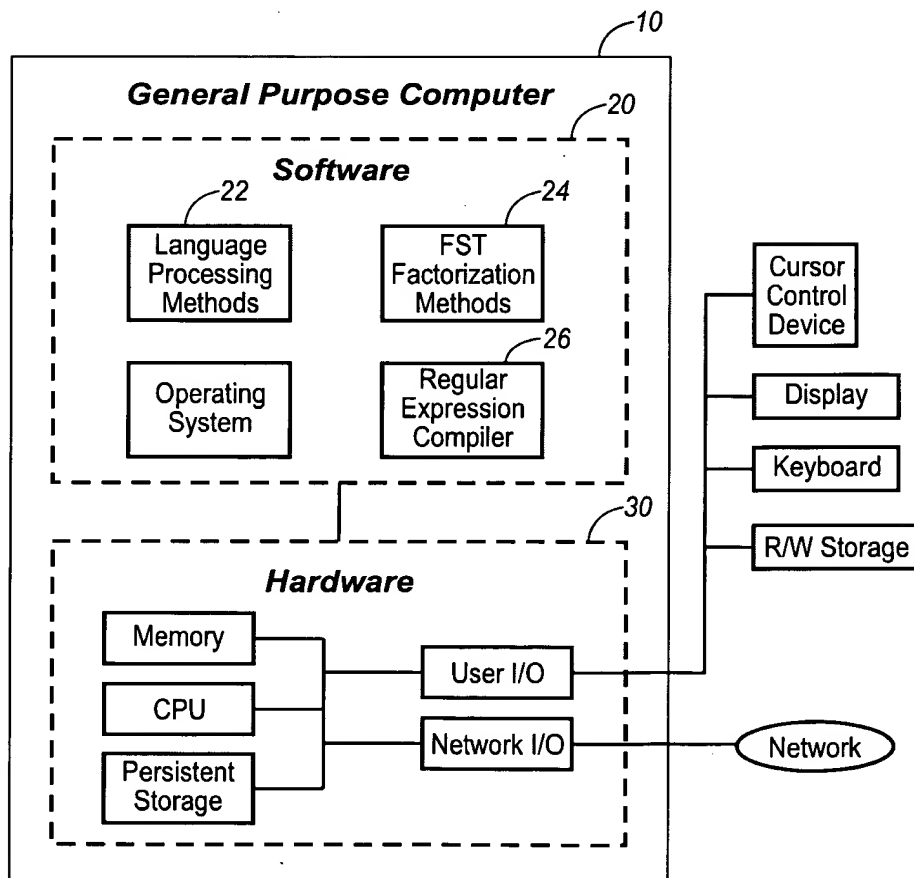 10
General Purpose Computer
20
Software
22
Language
Processing
Methods
24
FST
Factorization
Methods
Operating
System
26
Regular
Expression
Compiler
30
Hardware
Memory
CPU
Persistent
Storage
User I/O
Network I/O
Cursor
Control
Device
Display
Keyboard
R/W Storage
Network